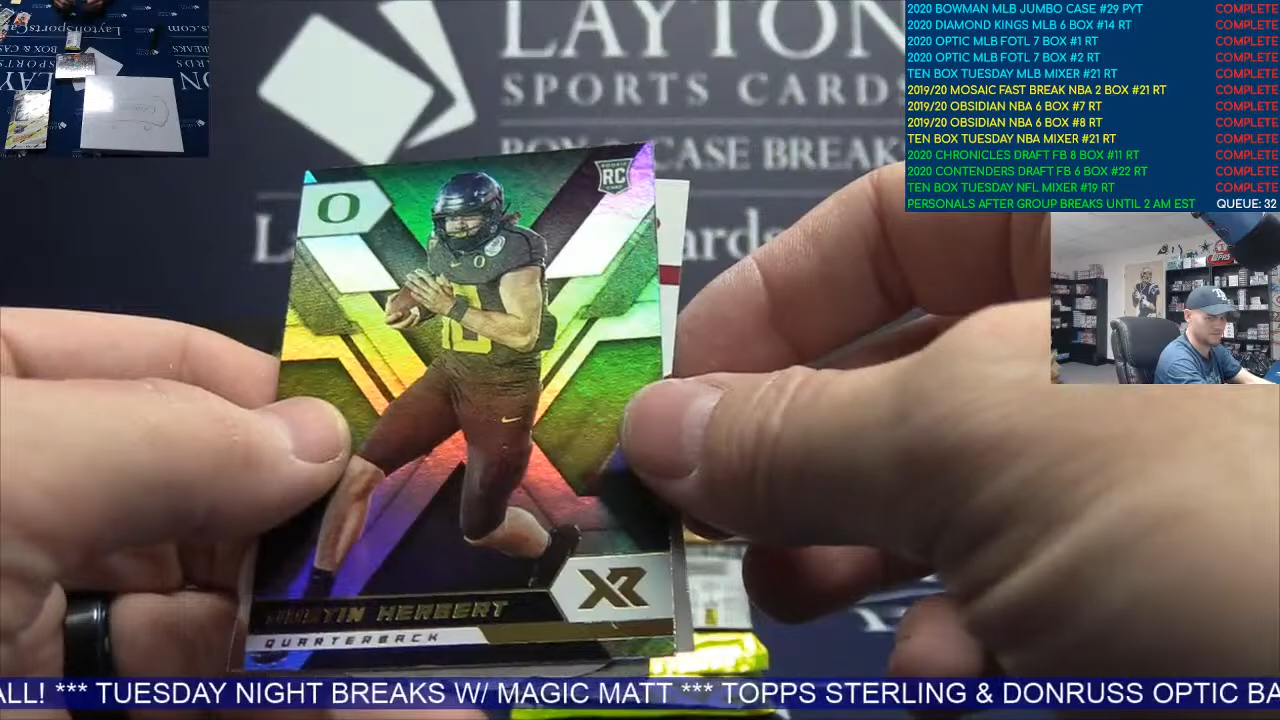 2020 BOWMAN MLB JUMBO CASE #29 PYT COMPLETE
2020 DIAMOND KINGS MLB 6 BOX #14 RT COMPLETE
2020 OPTIC MLB FOTL 7 BOX #1 RT COMPLETE
2020 OPTIC MLB FOTL 7 BOX #2 RT COMPLETE
TEN BOX TUESDAY MLB MIXER #21 RT COMPLETE
2019/20 MOSAIC FAST BREAK NBA 2 BOX #21 RT COMPLETE
2019/20 OBSIDIAN NBA 6 BOX #7 RT COMPLETE
2019/20 OBSIDIAN NBA 6 BOX #8 RT COMPLETE
TEN BOX TUESDAY NBA MIXER #21 RT COMPLETE
2020 CHRONICLES DRAFT FB 8 BOX #11 RT COMPLETE
2020 CONTENDERS DRAFT FB 6 BOX #22 RT COMPLETE
TEN BOX TUESDAY NFL MIXER #19 RT COMPLETE
PERSONALS AFTER GROUP BREAKS UNTIL 2 AM EST QUEUE: 32
LAYTON
SPORTS CARDS
CASE BREA
La
ards
RC
O
XR
HERBERT
QUARTERBACK
ALL! *** TUESDAY NIGHT BREAKS W/ MAGIC MATT *** TOPPS STERLING & DONRUSS OPTIC BA